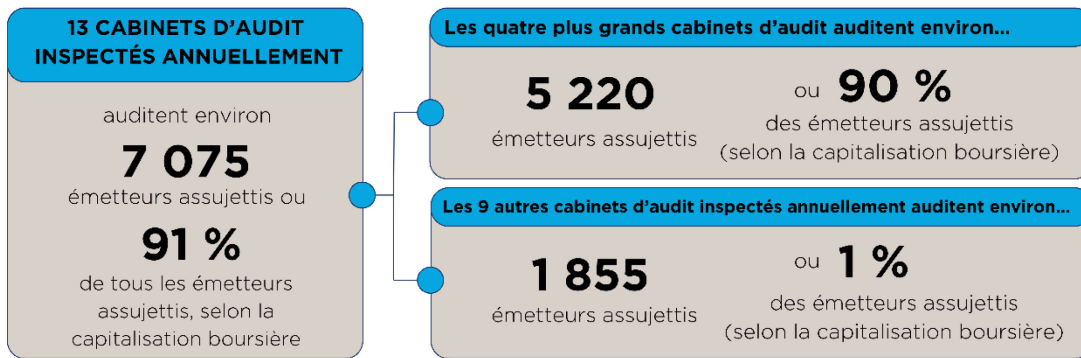 13 CABINETS D'AUDIT
INSPECTÉS ANNUELLEMENT
auditent environ
7 075
émetteurs assujettis ou
91 %
de tous les émetteurs
assujettis, selon la
capitalisation boursière
Les quatre plus grands cabinets d'audit auditent environ...
5 220
émetteurs assujettis
ou 90 %
des émetteurs assujettis
(selon la capitalisation boursière)
Les 9 autres cabinets d'audit inspectés annuellement auditent environ...
1 855
émetteurs assujettis
ou 1 %
des émetteurs assujettis
(selon la capitalisation boursière)